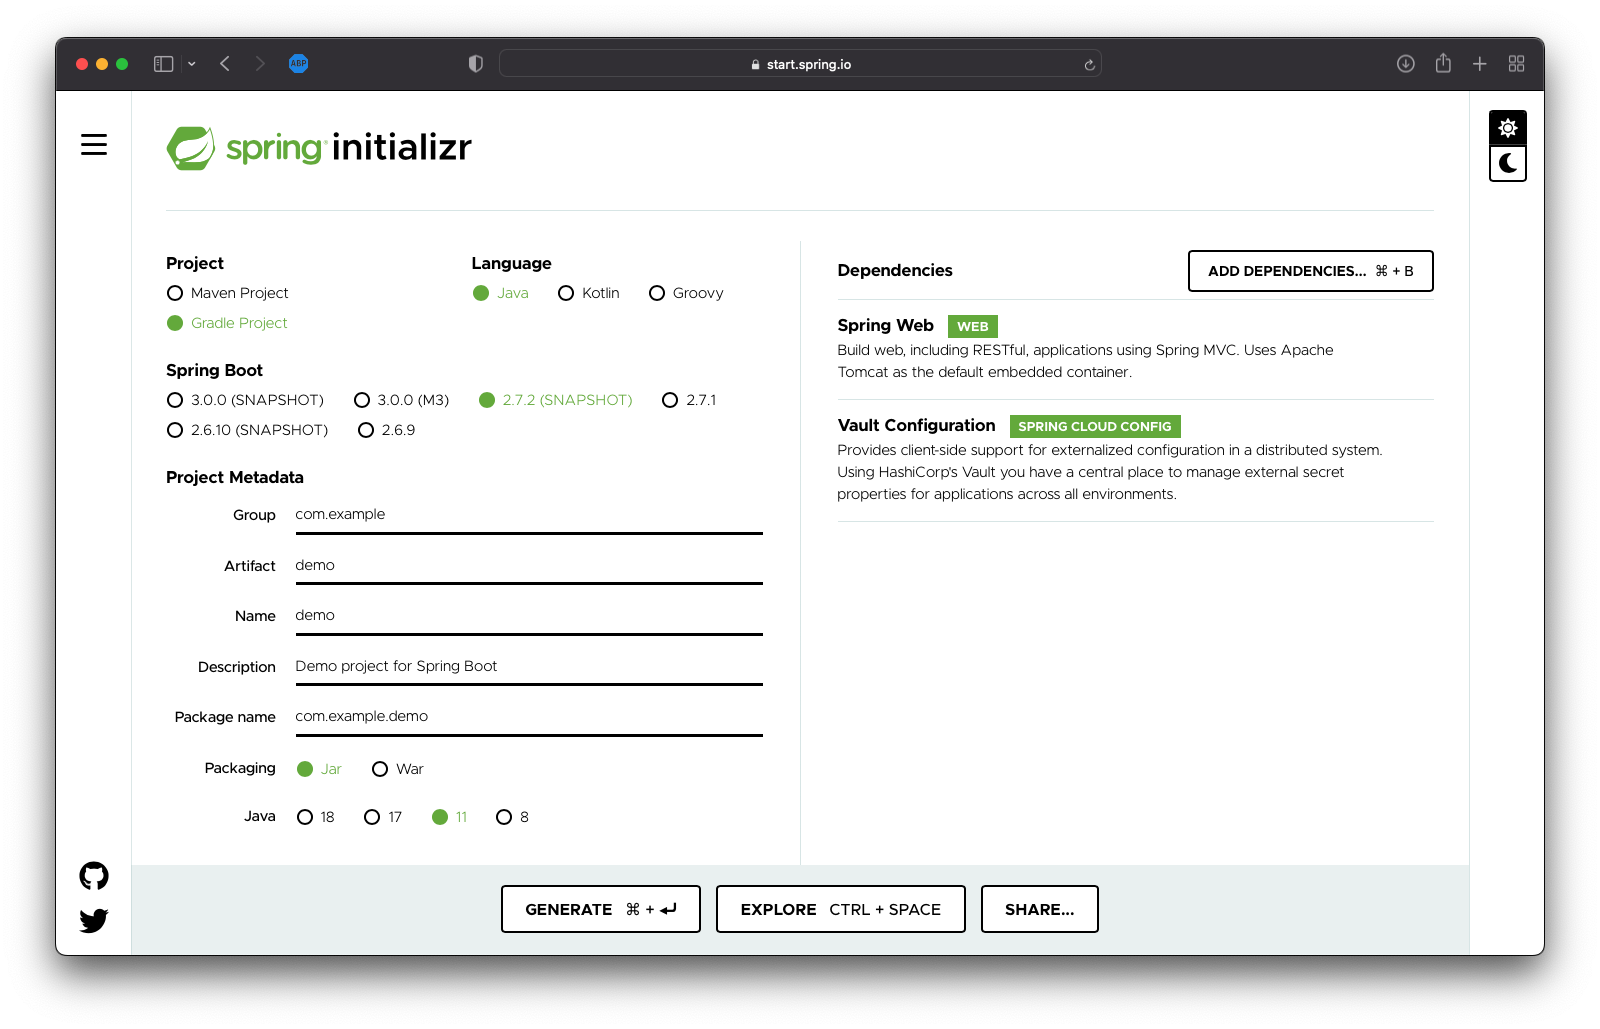 ABP
start.spring.io
spring initializr
Project
Maven Project
Gradle Project
Language
Java Kotlin Groovy
Spring Boot
3.0.0 (SNAPSHOT) 3.0.0 (M3) 2.7.2 (SNAPSHOT) 2.7.1
2.6.10 (SNAPSHOT) 2.6.9
Project Metadata
Group com.example
Artifact demo
Name demo
Description Demo project for Spring Boot
Package name com.example.demo
Packaging Jar War
Java 18 17 11 8
Dependencies
ADD DEPENDENCIES... ⌘ + B
Spring Web WEB
Build web, including RESTful, applications using Spring MVC. Uses Apache
Tomcat as the default embedded container.
Vault Configuration SPRING CLOUD CONFIG
Provides client-side support for externalized configuration in a distributed system.
Using HashiCorp's Vault you have a central place to manage external secret
properties for applications across all environments.
GENERATE ⌘ + ⏎
EXPLORE CTRL + SPACE
SHARE...